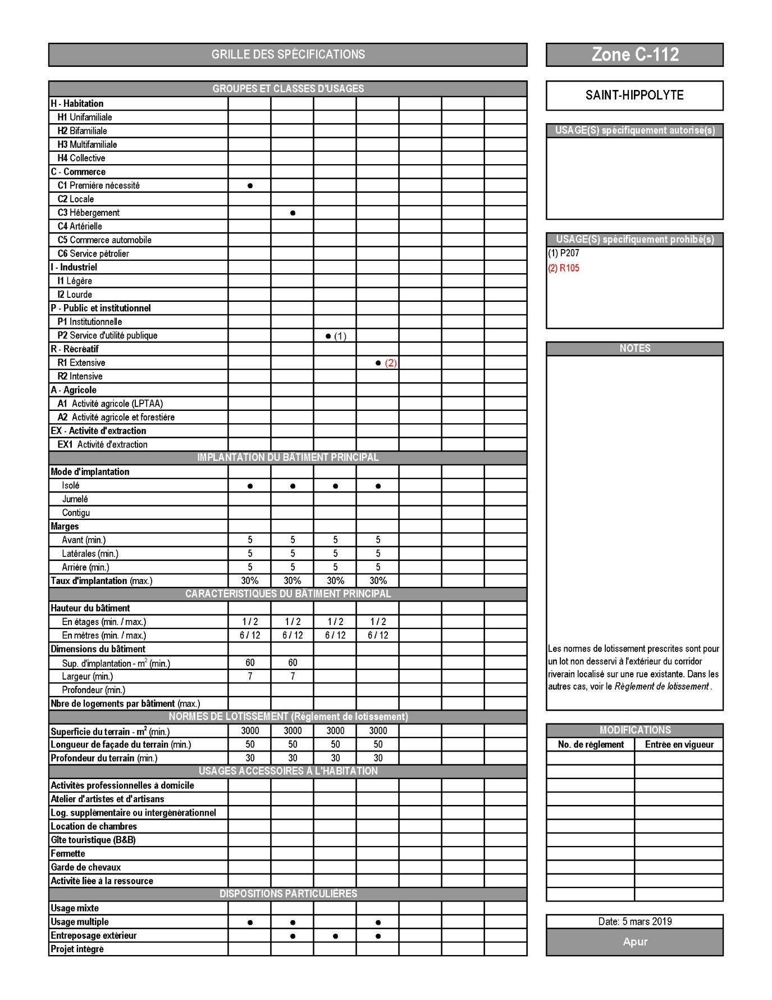 GRILLE DES SPÉCIFICATIONS
Zone C-112
GROUPES ET CLASSES D'USAGES
H - Habitation
H1 Unifamiliale
H2 Bifamiliale
H3 Multifamiliale
H4 Collective
C - Commerce
C1 Première nécessité ●
C2 Locale
C3 Hébergement ●
C4 Artérielle
C5 Commerce automobile
C6 Service pétrolier
I - Industriel
I1 Légère
I2 Lourde
P - Public et institutionnel
P1 Institutionnelle
P2 Service d'utilité publique ● (1)
R - Récréatif
R1 Extensive ● (2)
R2 Intensive
A - Agricole
A1 Activité agricole (LPTAA)
A2 Activité agricole et forestière
EX - Activité d'extraction
EX1 Activité d'extraction
IMPLANTATION DU BÂTIMENT PRINCIPAL
Mode d'implantation
Isolé ● ● ● ●
Jumelé
Contigu
Marges
Avant (min.) 5 5 5 5
Latérales (min.) 5 5 5 5
Arrière (min.) 5 5 5 5
Taux d'implantation (max.) 30% 30% 30% 30%
CARACTÉRISTIQUES DU BÂTIMENT PRINCIPAL
Hauteur du bâtiment
En étages (min. / max.) 1 / 2 1 / 2 1 / 2 1 / 2
En mètres (min. / max.) 6 / 12 6 / 12 6 / 12 6 / 12
Dimensions du bâtiment
Sup. d'implantation - m² (min.) 60 60
Largeur (min.) 7 7
Profondeur (min.)
Nbre de logements par bâtiment (max.)
NORMES DE LOTISSEMENT (Règlement de lotissement)
Superficie du terrain - m² (min.) 3000 3000 3000 3000
Longueur de façade du terrain (min.) 50 50 50 50
Profondeur du terrain (min.) 30 30 30 30
USAGES ACCESSOIRES À L'HABITATION
Activités professionnelles à domicile
Atelier d'artistes et d'artisans
Log. supplémentaire ou intergénérationnel
Location de chambres
Gîte touristique (B&B)
Fermette
Garde de chevaux
Activité liée à la ressource
DISPOSITIONS PARTICULIÈRES
Usage mixte
Usage multiple ● ● ●
Entreposage extérieur ● ● ●
Projet intégré
SAINT-HIPPOLYTE
USAGE(S) spécifiquement autorisé(s)
USAGE(S) spécifiquement prohibé(s)
(1) P207
(2) R105
NOTES
Les normes de lotissement prescrites sont pour
un lot non desservi à l'extérieur du corridor
riverain localisé sur une rue existante. Dans les
autres cas, voir le Règlement de lotissement .
MODIFICATIONS
No. de règlement Entrée en vigueur
Date: 5 mars 2019
Apur